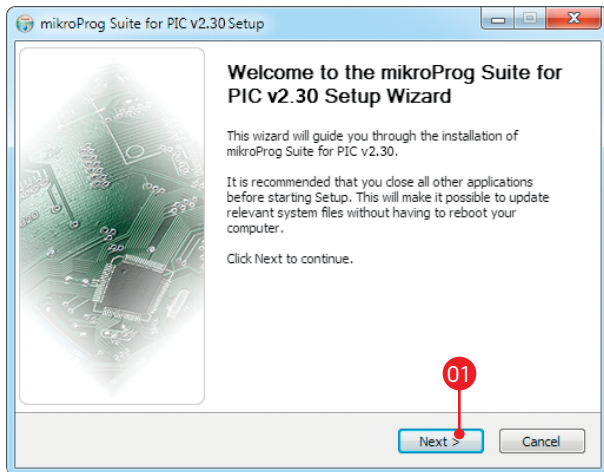 mikroProg Suite for PIC v2.30 Setup
Welcome to the mikroProg Suite for
PIC v2.30 Setup Wizard
This wizard will guide you through the installation of
mikroProg Suite for PIC v2.30.
It is recommended that you close all other applications
before starting Setup. This will make it possible to update
relevant system files without having to reboot your
computer.
Click Next to continue.
01
Next > Cancel